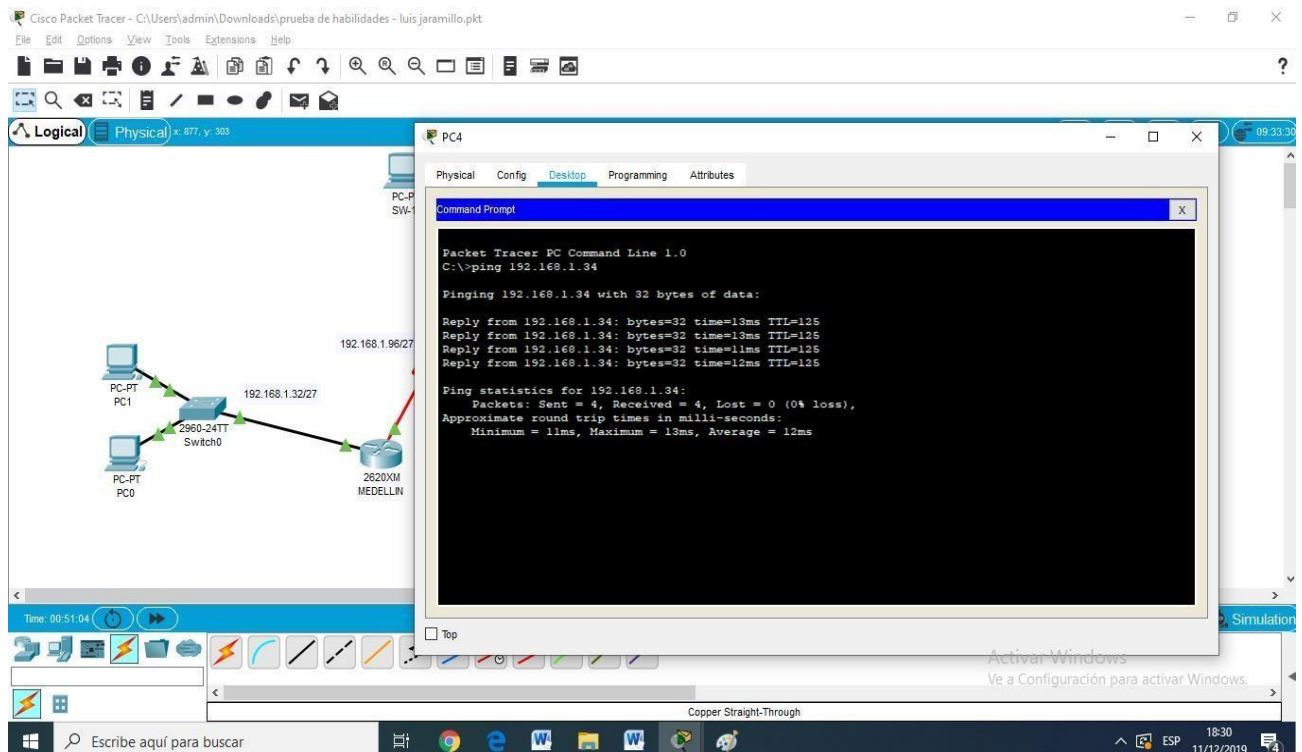 Cisco Packet Tracer - C:\Users\admin\Downloads\prueba de habilidades - luis jaramillo.pkt
File Edit Options View Tools Extensions Help
?
Logical Physical x: 877, y: 303
09:33:30
PC-P
SW-1
192.168.1.96/27
PC-PT
PC1
192.168.1.32/27
2960-24TT
Switch0
PC-PT
PC0
2620XM
MEDELLIN
PC4
Physical Config Desktop Programming Attributes
Command Prompt
X
Packet Tracer PC Command Line 1.0
C:\>ping 192.168.1.34
Pinging 192.168.1.34 with 32 bytes of data:
Reply from 192.168.1.34: bytes=32 time=13ms TTL=125
Reply from 192.168.1.34: bytes=32 time=13ms TTL=125
Reply from 192.168.1.34: bytes=32 time=11ms TTL=125
Reply from 192.168.1.34: bytes=32 time=12ms TTL=125
Ping statistics for 192.168.1.34:
Packets: Sent = 4, Received = 4, Lost = 0 (0% loss),
Approximate round trip times in milli-seconds:
Minimum = 11ms, Maximum = 13ms, Average = 12ms
Top
Time: 00:51:04
Simulation
Activar Windows
Ve a Configuración para activar Windows.
Copper Straight-Through
Escribe aquí para buscar
ESP
18:30
11/12/2019
4